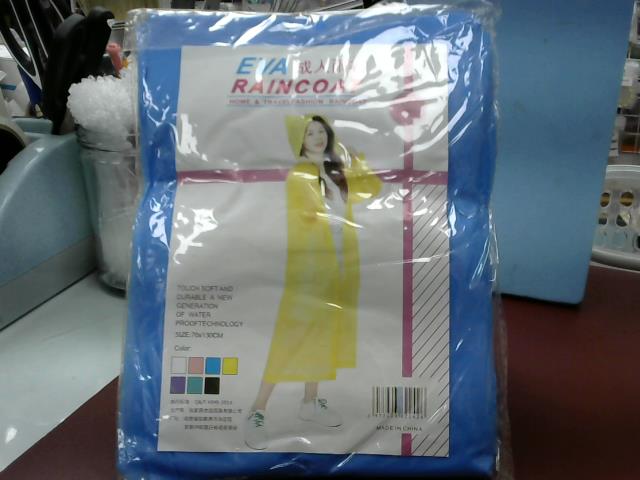 EVA 成人雨衣
RAINCOAT
HOME & TRAVEL FASHION RAINCOAT
TOUCH SOFT AND
DURABLE A NEW
GENERATION
OF WATER
PROOFTECHNOLOGY
SIZE:70x130CM
Color:
MADE IN CHINA